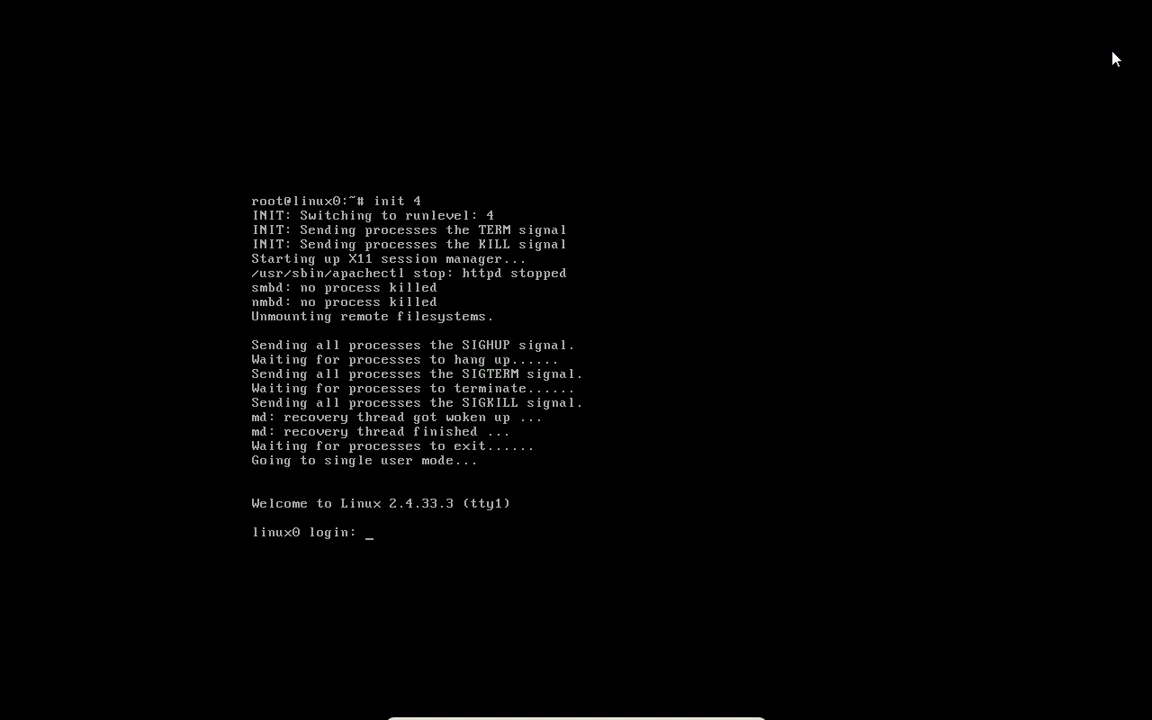 root@linux0:~# init 4
INIT: Switching to runlevel: 4
INIT: Sending processes the TERM signal
INIT: Sending processes the KILL signal
Starting up X11 session manager...
/usr/sbin/apachectl stop: httpd stopped
smbd: no process killed
nmbd: no process killed
Unmounting remote filesystems.
Sending all processes the SIGHUP signal.
Waiting for processes to hang up......
Sending all processes the SIGTERM signal.
Waiting for processes to terminate......
Sending all processes the SIGKILL signal.
md: recovery thread got woken up ...
md: recovery thread finished ...
Waiting for processes to exit......
Going to single user mode...
Welcome to Linux 2.4.33.3 (tty1)
linux0 login: _